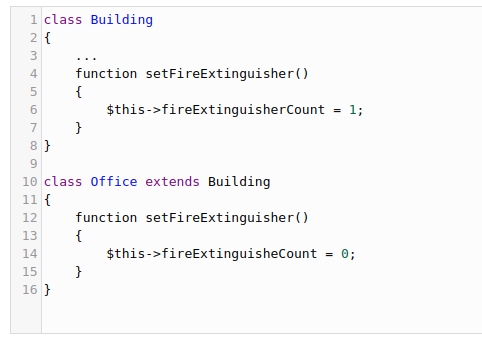 1 class Building
2 {
3     ...
4     function setFireExtinguisher()
5     {
6         $this->fireExtinguisherCount = 1;
7     }
8 }
9
10 class Office extends Building
11 {
12     function setFireExtinguisher()
13     {
14         $this->fireExtinguisheCount = 0;
15     }
16 }